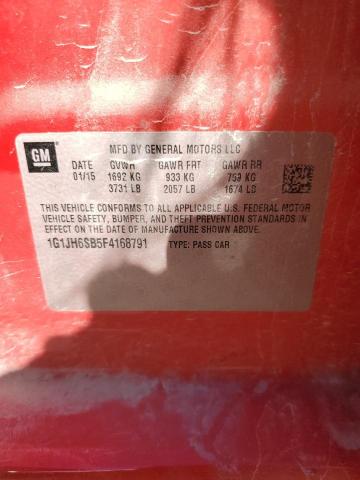 GM
MFD BY GENERAL MOTORS LLC
DATE GVWR GAWR FRT GAWR RR
01/15 1692 KG 933 KG 759 KG
3731 LB 2057 LB 1674 LB
THIS VEHICLE CONFORMS TO ALL APPLICABLE U.S. FEDERAL MOTOR
VEHICLE SAFETY, BUMPER, AND THEFT PREVENTION STANDARDS
IN EFFECT ON THE DATE OF MANUFACTURE SHOWN ABOVE.
1G1JH6SB5F4168791 TYPE: PASS CAR